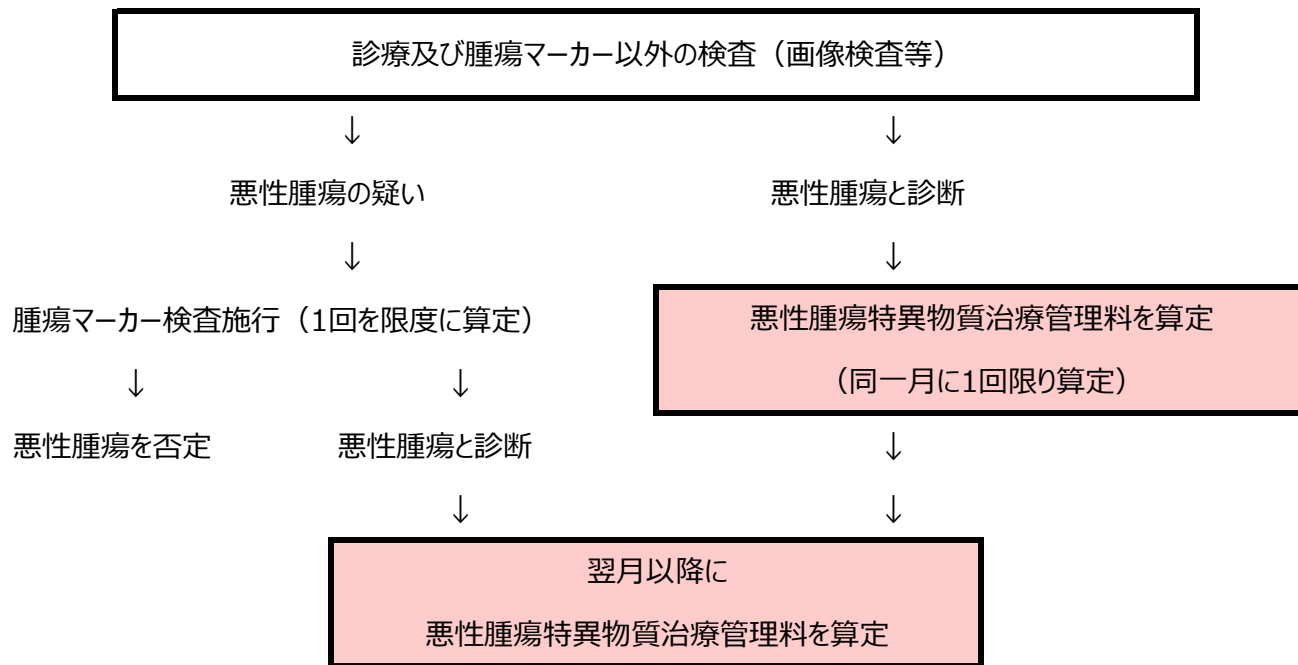 診療及び腫瘍マーカー以外の検査（画像検査等）
↓ ↓
悪性腫瘍の疑い 悪性腫瘍と診断
↓ ↓
腫瘍マーカー検査施行（1回を限度に算定） 悪性腫瘍特異物質治療管理料を算定
↓ ↓ （同一月に1回限り算定）
悪性腫瘍を否定 悪性腫瘍と診断 ↓
↓ ↓
翌月以降に
悪性腫瘍特異物質治療管理料を算定